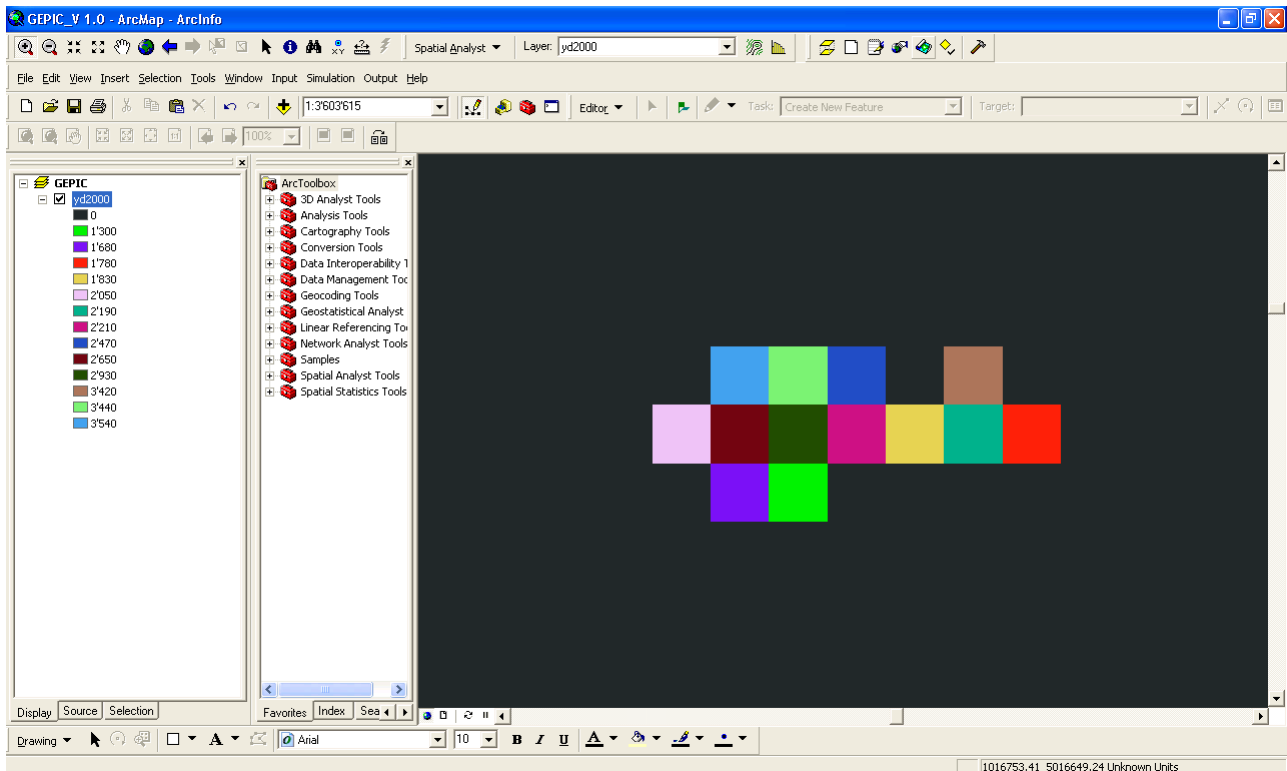 GEPIC_V 1.0 - ArcMap - ArcInfo
Spatial Analyst Layer: yd2000
File Edit View Insert Selection Tools Window Input Simulation Output Help
1:3'603'615 Editor Task: Create New Feature Target:
100%
GEPIC
yd2000
0
1'300
1'680
1'780
1'830
2'050
2'190
2'210
2'470
2'650
2'930
3'420
3'440
3'540
Display Source Selection
ArcToolbox
3D Analyst Tools
Analysis Tools
Cartography Tools
Conversion Tools
Data Interoperability T
Data Management Too
Geocoding Tools
Geostatistical Analyst
Linear Referencing Too
Network Analyst Tools
Samples
Spatial Analyst Tools
Spatial Statistics Tools
Favorites Index Sea
Drawing A Arial 10 B I U A
1016753.41 5016649.24 Unknown Units